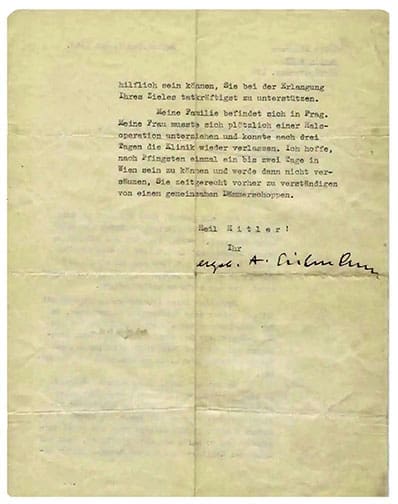 hilflich sein können, Sie bei der Erlangung
Ihres Zieles tatkräftigst zu unterstützen.
Meine Familie befindet sich in Prag.
Meine Frau musste sich plötzlich einer Hals-
operation unterziehen und konnte nach drei
Tagen die Klinik wieder verlassen. Ich hoffe,
nach Pfingsten einmal ein bis zwei Tage in
Wien sein zu können und werde dann nicht ver-
säumen, Sie zeitgerecht vorher zu verständigen
von einem gemeinsamen Dämmerschoppen.
Heil Hitler!
Ihr
ergeb. A. Eichmann